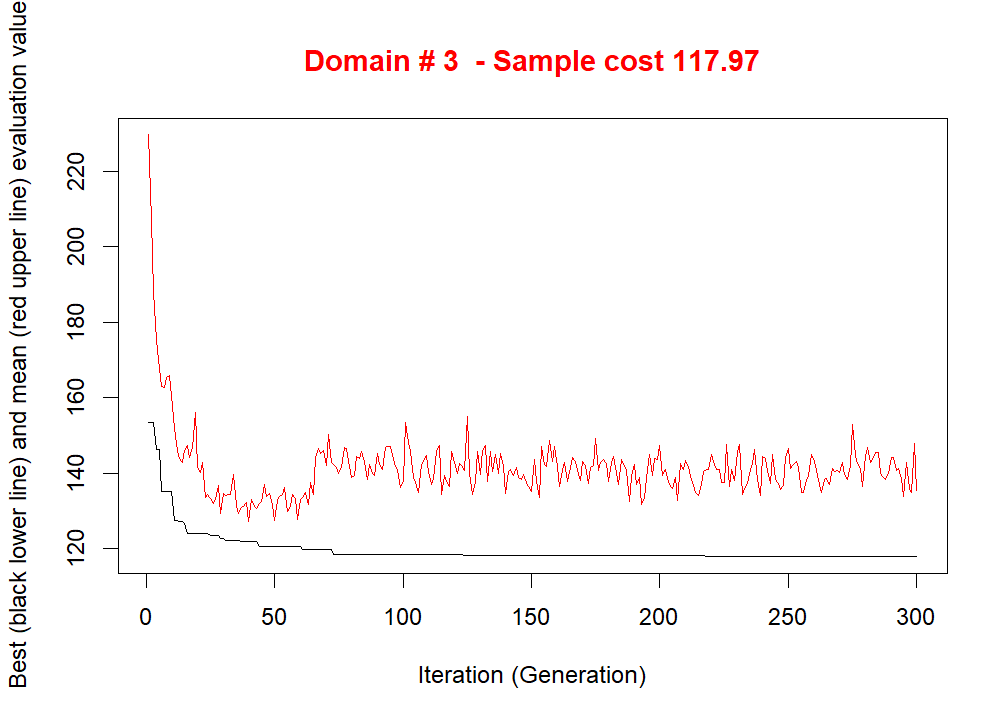 Domain # 3  - Sample cost 117.97
Best (black lower line) and mean (red upper line) evaluation value
220
200
180
160
140
120
0 50 100 150 200 250 300
Iteration (Generation)